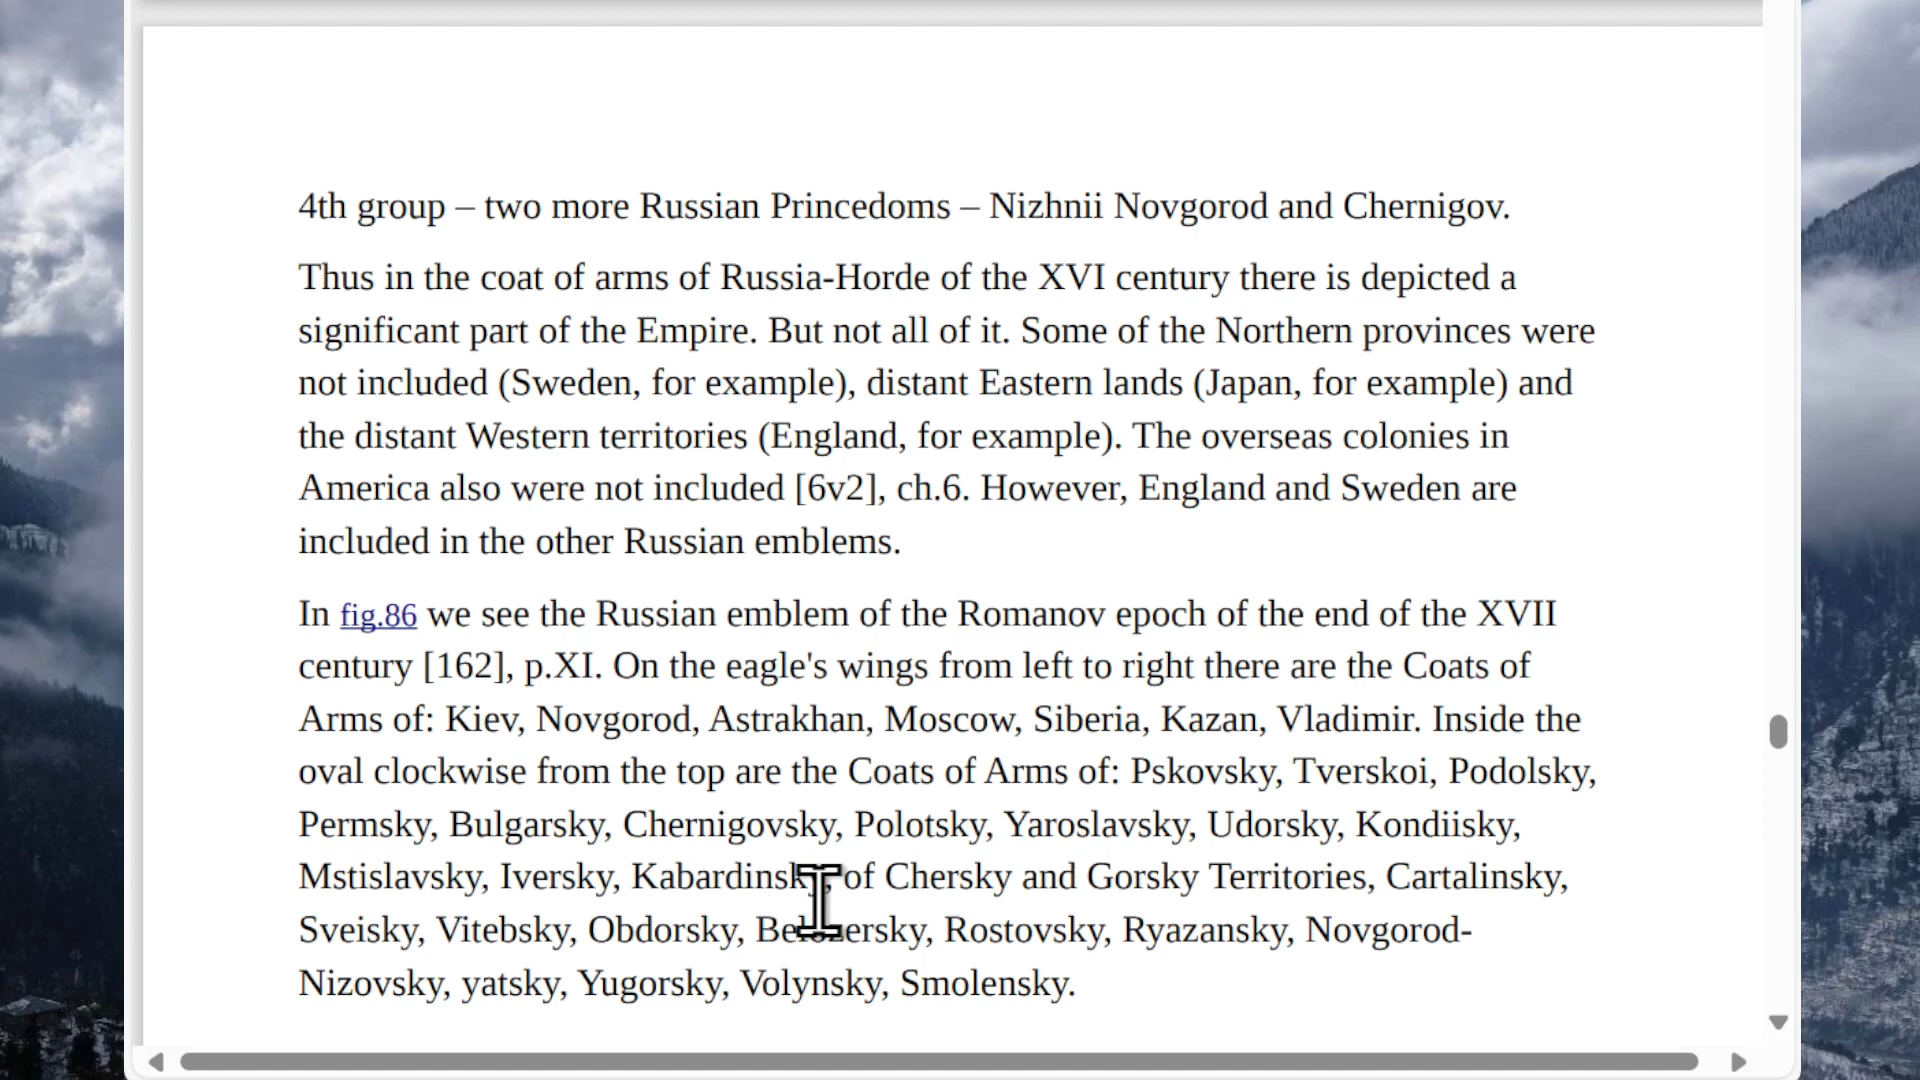 4th group – two more Russian Princedoms – Nizhnii Novgorod and Chernigov.
Thus in the coat of arms of Russia-Horde of the XVI century there is depicted a
significant part of the Empire. But not all of it. Some of the Northern provinces were
not included (Sweden, for example), distant Eastern lands (Japan, for example) and
the distant Western territories (England, for example). The overseas colonies in
America also were not included [6v2], ch.6. However, England and Sweden are
included in the other Russian emblems.
In fig.86 we see the Russian emblem of the Romanov epoch of the end of the XVII
century [162], p.XI. On the eagle's wings from left to right there are the Coats of
Arms of: Kiev, Novgorod, Astrakhan, Moscow, Siberia, Kazan, Vladimir. Inside the
oval clockwise from the top are the Coats of Arms of: Pskovsky, Tverskoi, Podolsky,
Permsky, Bulgarsky, Chernigovsky, Polotsky, Yaroslavsky, Udorsky, Kondiisky,
Mstislavsky, Iversky, Kabardinsky, of Chersky and Gorsky Territories, Cartalinsky,
Sveisky, Vitebsky, Obdorsky, Belozersky, Rostovsky, Ryazansky, Novgorod-
Nizovsky, yatsky, Yugorsky, Volynsky, Smolensky.